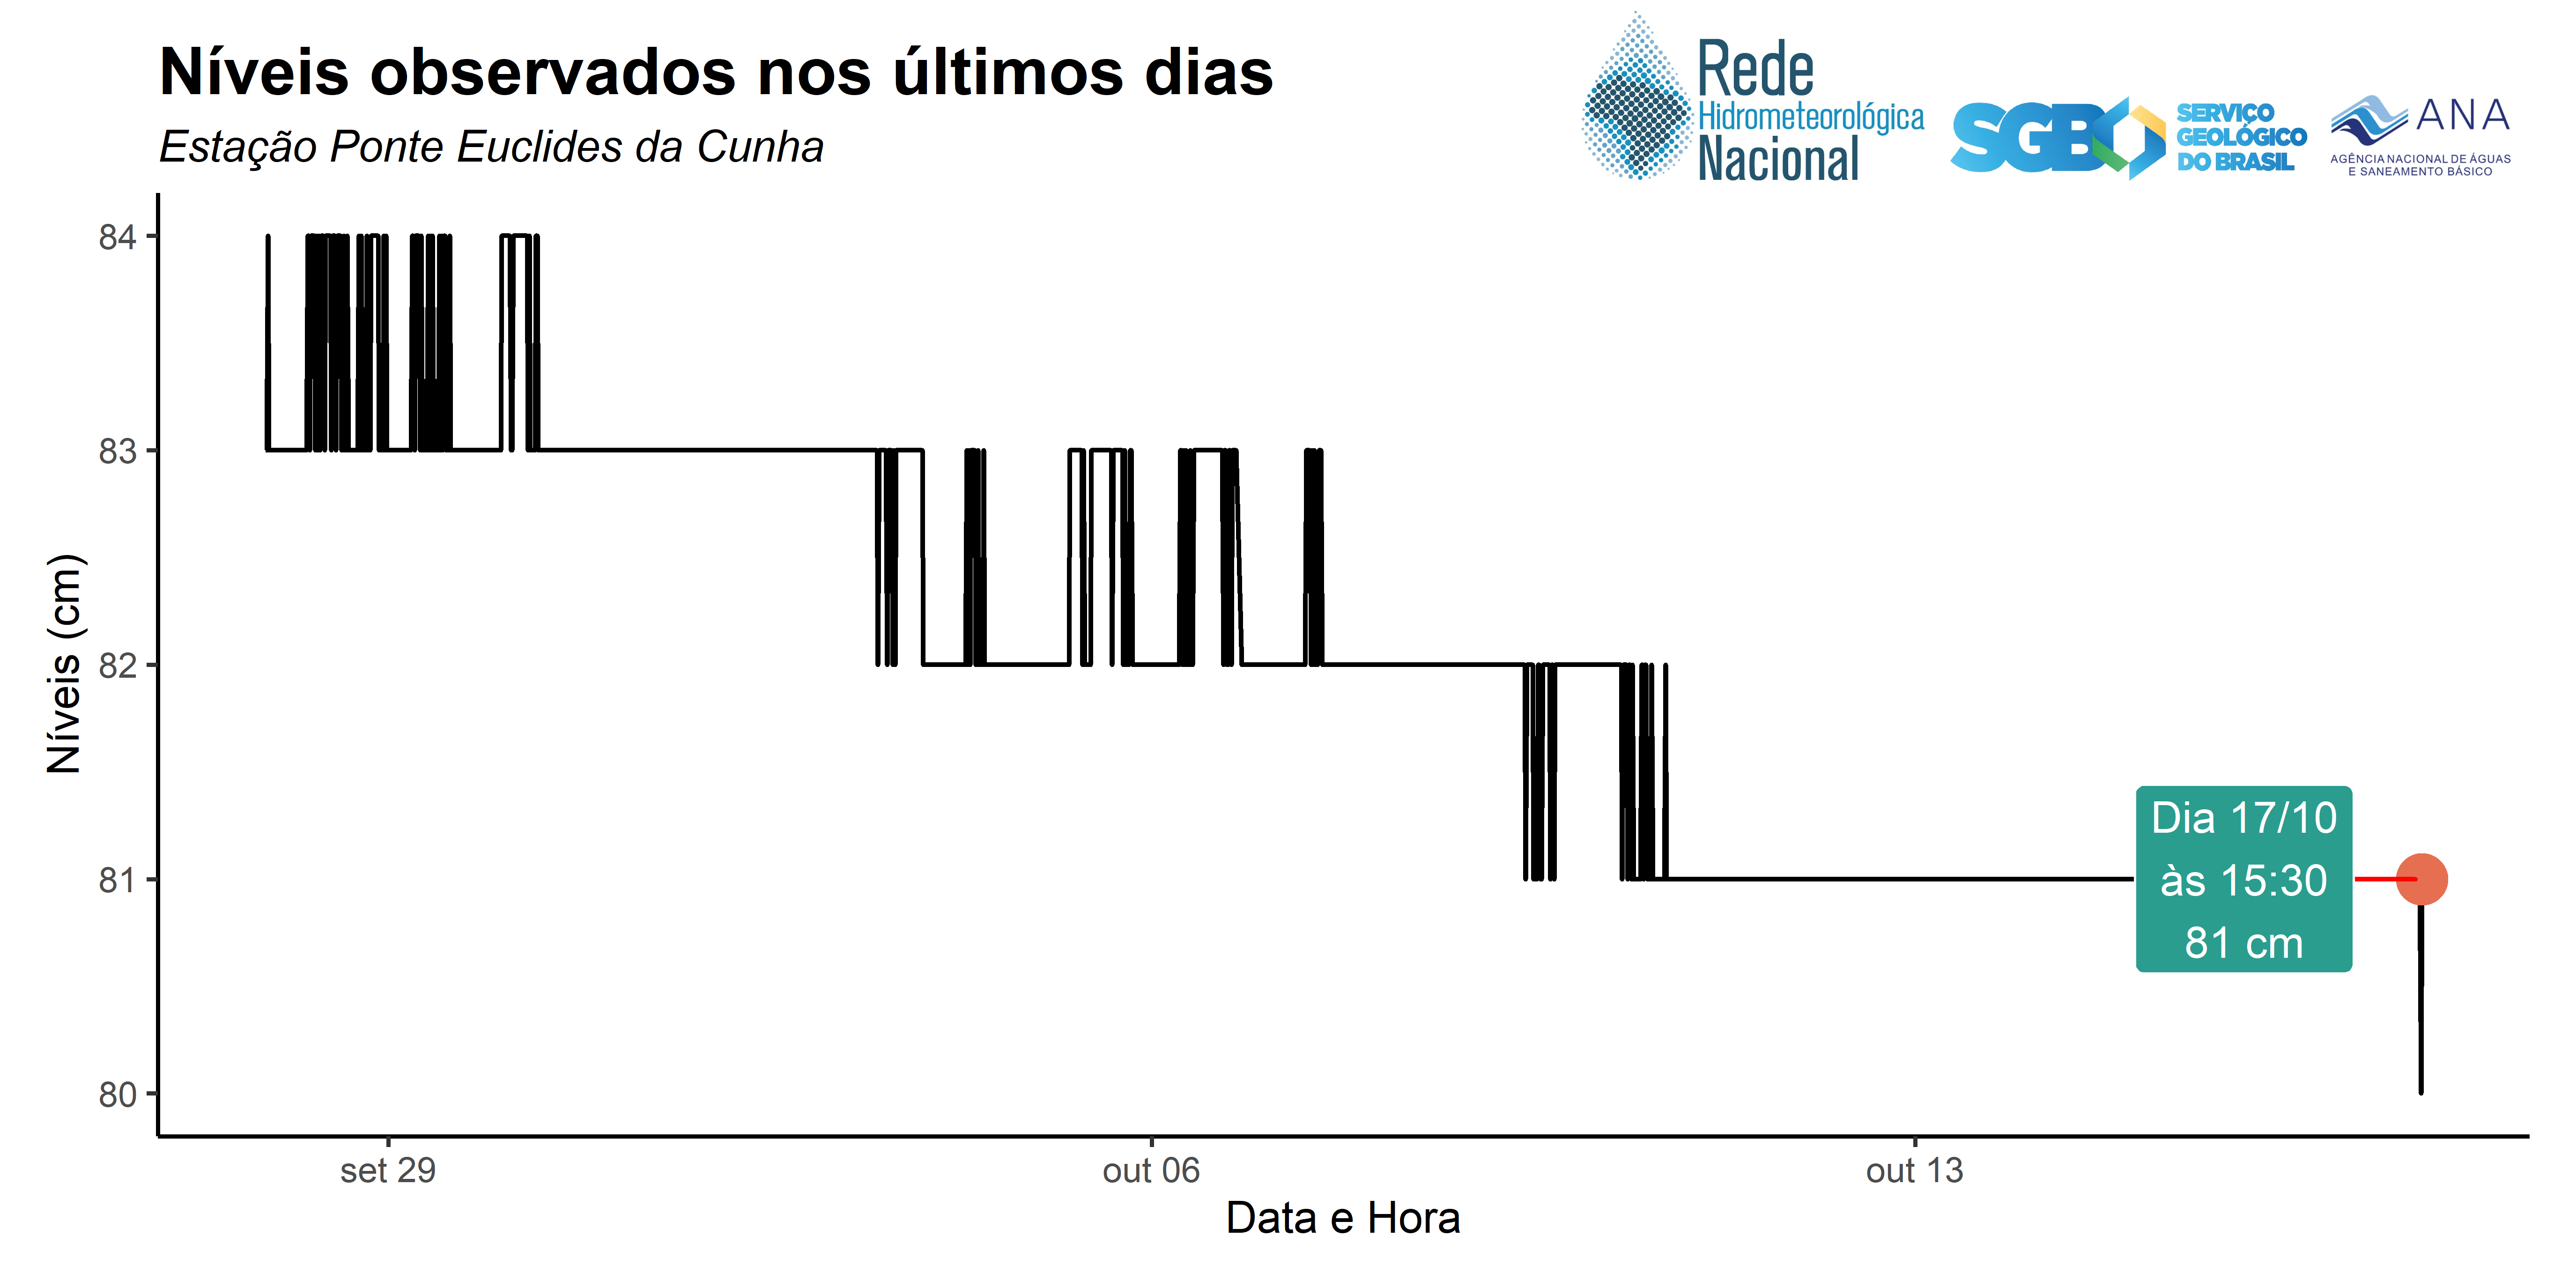 Níveis observados nos últimos dias
Estação Ponte Euclides da Cunha
Rede
Hidrometeorológica
Nacional
SGB
SERVIÇO
GEOLÓGICO
DO BRASIL
ANA
AGÊNCIA NACIONAL DE ÁGUAS
E SANEAMENTO BÁSICO
Níveis (cm)
84
83
82
81
80
Dia 17/10
às 15:30
81 cm
set 29
out 06
out 13
Data e Hora